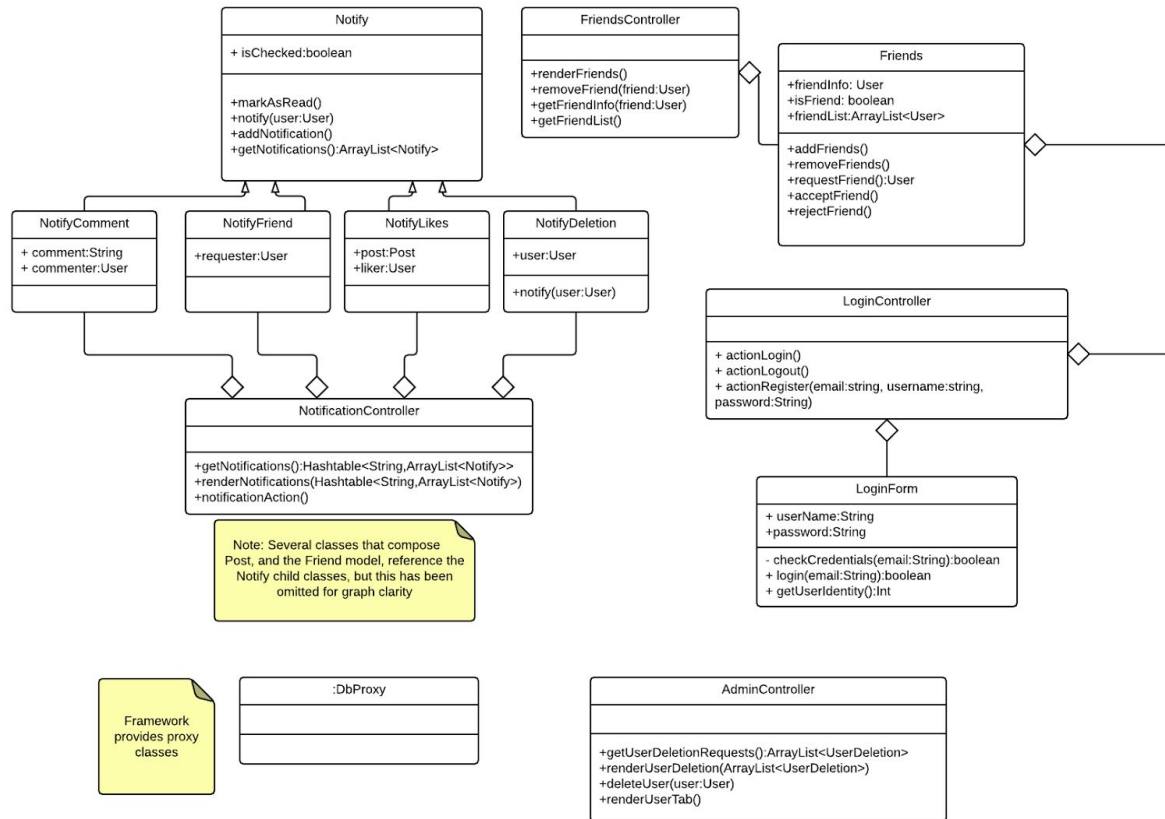 Notify
+ isChecked:boolean
+markAsRead()
+notify(user:User)
+addNotification()
+getNotifications():ArrayList<Notify>
FriendsController
+renderFriends()
+removeFriend(friend:User)
+getFriendInfo(friend:User)
+getFriendList()
Friends
+friendInfo: User
+isFriend: boolean
+friendList:ArrayList<User>
+addFriends()
+removeFriends()
+requestFriend():User
+acceptFriend()
+rejectFriend()
NotifyComment
+ comment:String
+ commenter:User
NotifyFriend
+requester:User
NotifyLikes
+post:Post
+liker:User
NotifyDeletion
+user:User
+notify(user:User)
LoginController
+ actionLogin()
+ actionLogout()
+ actionRegister(email:string, username:string,
password:String)
NotificationController
+getNotifications():Hashtable<String,ArrayList<Notify>>
+renderNotifications(Hashtable<String,ArrayList<Notify>)
+notificationAction()
LoginForm
+ userName:String
+password:String
- checkCredentials(email:String):boolean
+ login(email:String):boolean
+ getUserIdentity():Int
Note: Several classes that compose
Post, and the Friend model, reference the
Notify child classes, but this has been
omitted for graph clarity
Framework
provides proxy
classes
:DbProxy
AdminController
+getUserDeletionRequests():ArrayList<UserDeletion>
+renderUserDeletion(ArrayList<UserDeletion>)
+deleteUser(user:User)
+renderUserTab()